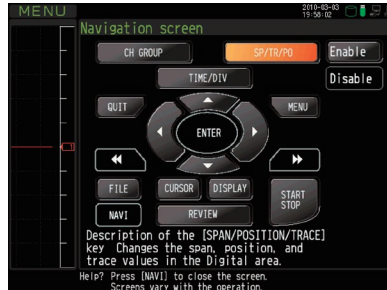 MENU 2010-03-03
19:58:02
Navigation screen
CH GROUP SP/TR/PO Enable
TIME/DIV Disable
QUIT MENU
ENTER
FILE CURSOR DISPLAY START
STOP
NAVI REVIEW
Description of the [SPAN/POSITION/TRACE]
key Changes the span, position, and
trace values in the Digital area.
Help? Press [NAVI] to close the screen.
Screens vary with the operation.